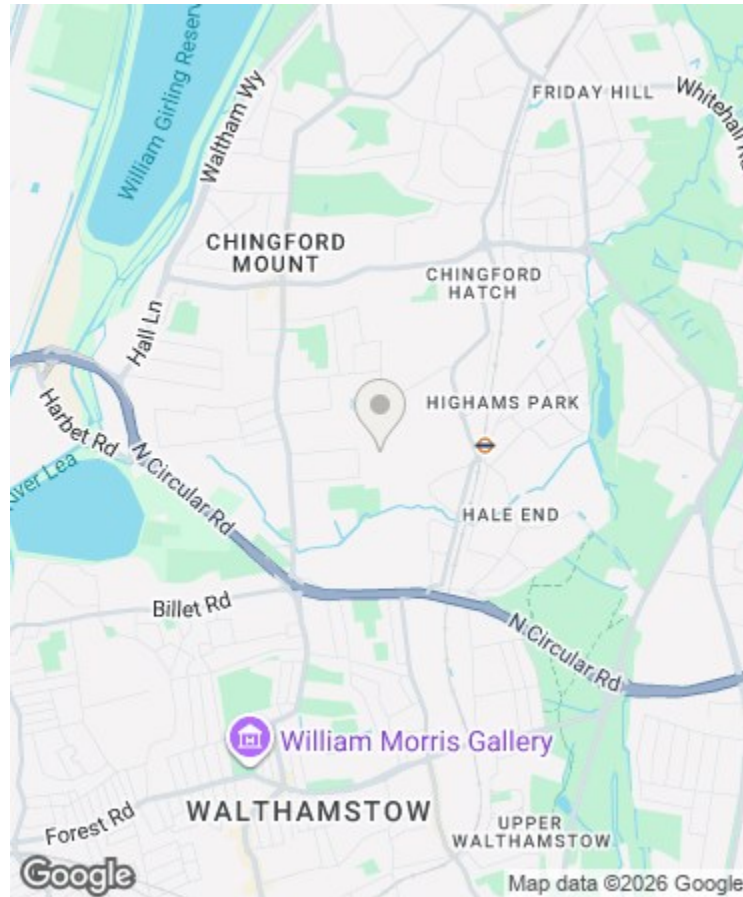 William Girling Reserv
Waltham Wy
FRIDAY HILL
Whitehall R
CHINGFORD
MOUNT
CHINGFORD
HATCH
Hall Ln
HIGHAMS PARK
Harbet Rd
N Circular Rd
River Lea
HALE END
Billet Rd
N Circular Rd
William Morris Gallery
WALTHAMSTOW
Forest Rd
UPPER
WALTHAMSTOW
Google
Map data ©2026 Google